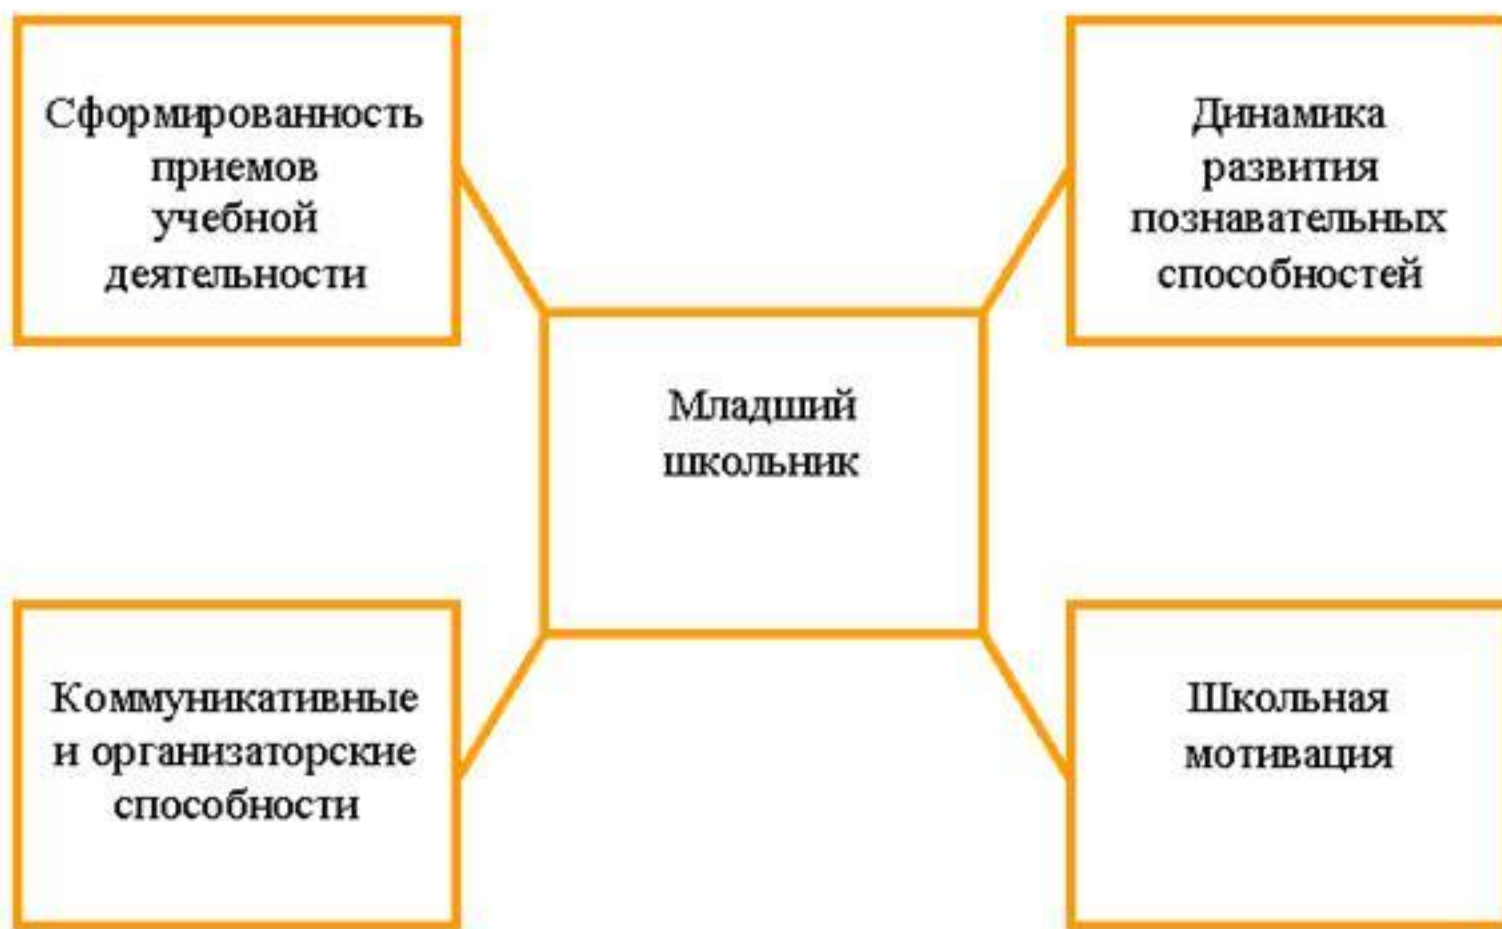 Сформированность
приемов
учебной
деятельности
Динамика
развития
познавательных
способностей
Младший
школьник
Коммуникативные
и организаторские
способности
Школьная
мотивация